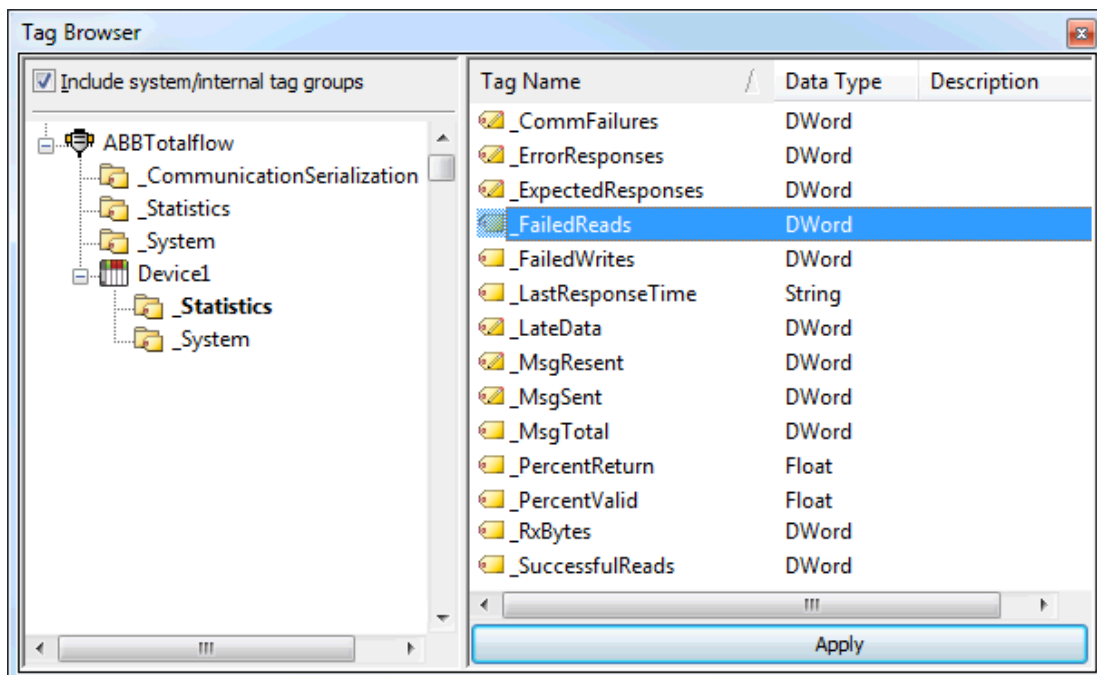 Tag Browser
Include system/internal tag groups
ABBTotalflow
_CommunicationSerialization
_Statistics
_System
Device1
_Statistics
_System
Tag Name Data Type Description
_CommFailures DWord
_ErrorResponses DWord
_ExpectedResponses DWord
_FailedReads DWord
_FailedWrites DWord
_LastResponseTime String
_LateData DWord
_MsgResent DWord
_MsgSent DWord
_MsgTotal DWord
_PercentReturn Float
_PercentValid Float
_RxBytes DWord
_SuccessfulReads DWord
Apply